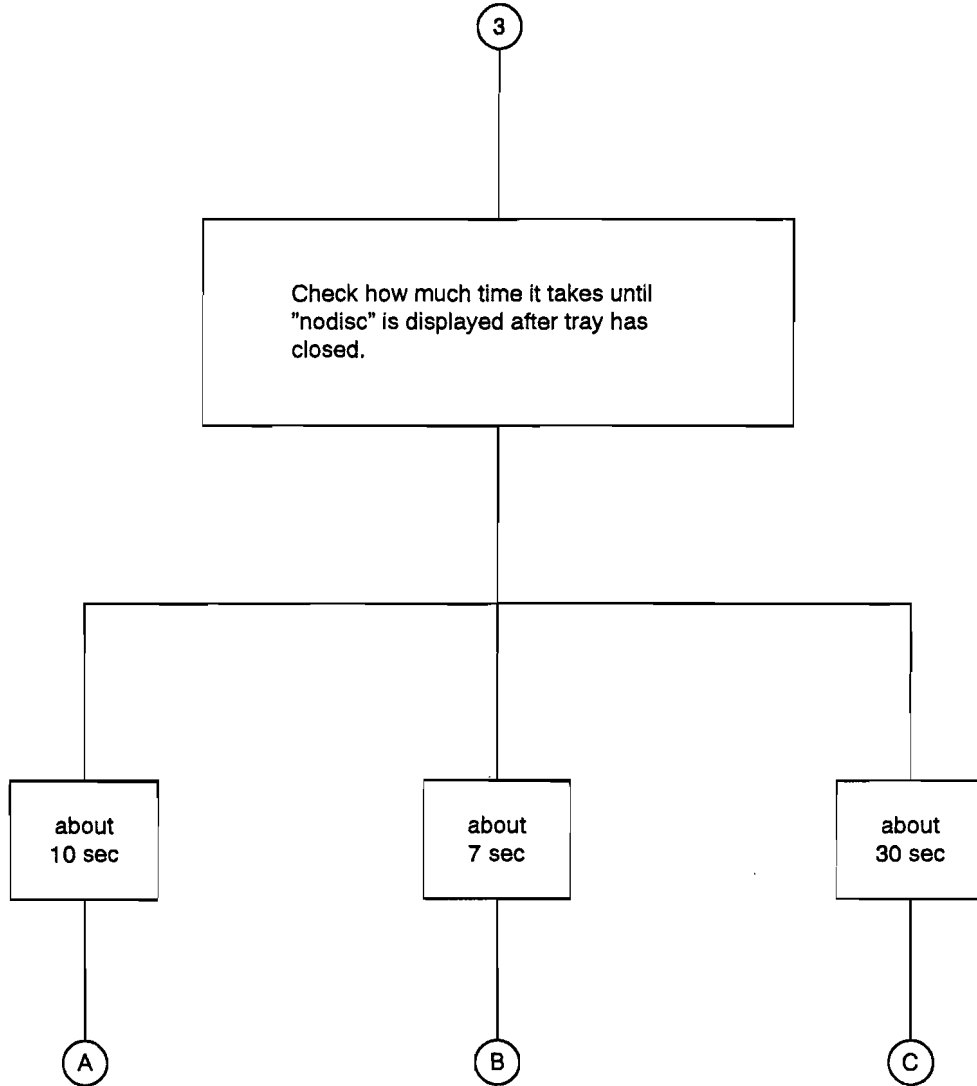 3
Check how much time it takes until
"nodisc" is displayed after tray has
closed.
about
10 sec
about
7 sec
about
30 sec
A
B
C